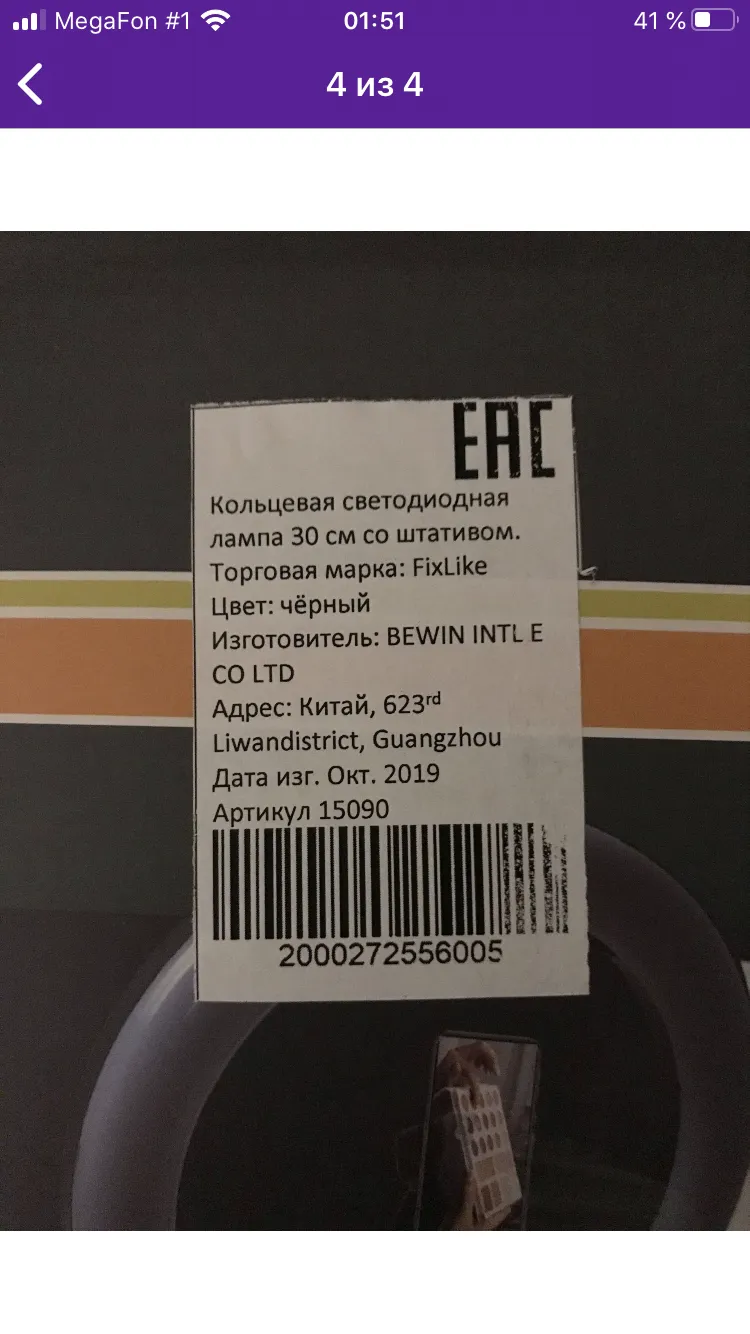 MegaFon #1
01:51
41 %
4 из 4
EAC
Кольцевая светодиодная
лампа 30 см со штативом.
Торговая марка: FixLike
Цвет: чёрный
Изготовитель: BEWIN INTL E
CO LTD
Адрес: Китай, 623rd
Liwandistrict, Guangzhou
Дата изг. Окт. 2019
Артикул 15090
2000272556005